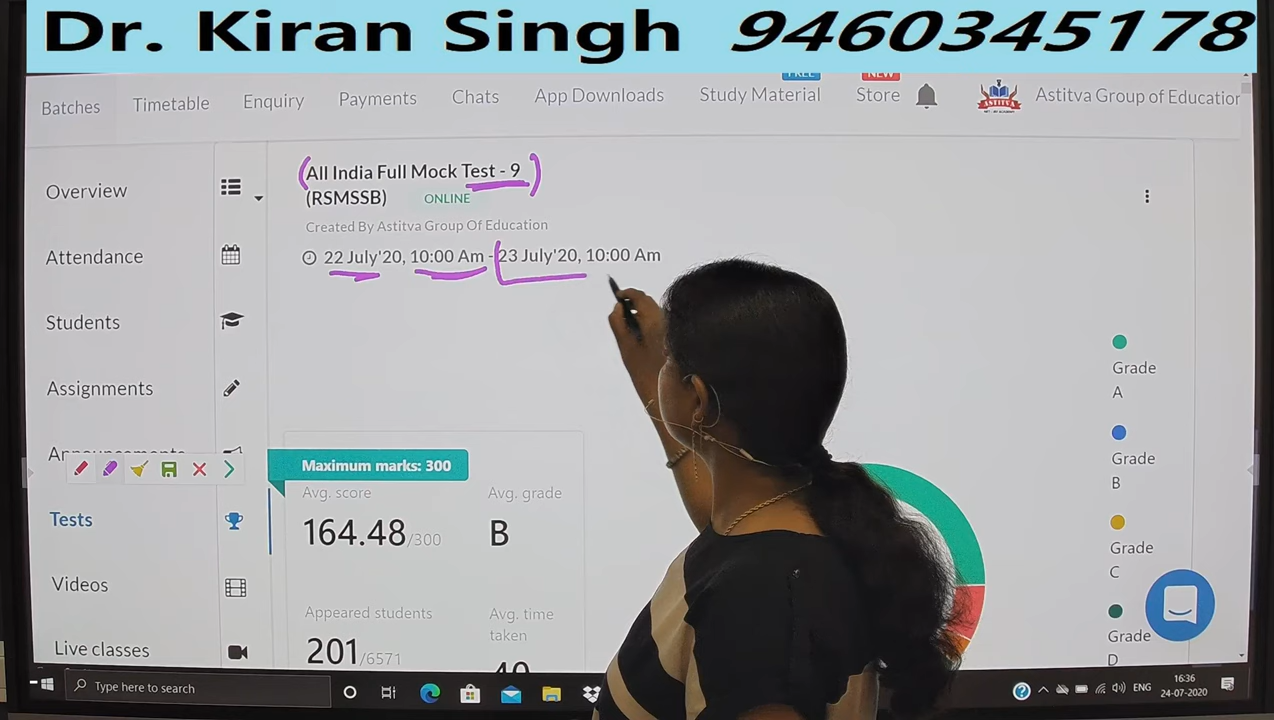 Dr. Kiran Singh 9460345178
Batches Timetable Enquiry Payments Chats App Downloads FREE Study Material NEW Store ASTITVA Astitva Group of Education
Overview
Attendance
Students
Assignments
Announcements
Tests
Videos
Live classes
All India Full Mock Test - 9
(RSMSSB) ONLINE
Created By Astitva Group Of Education
22 July'20, 10:00 Am - 23 July'20, 10:00 Am
Maximum marks: 300
Avg. score
164.48/300
Avg. grade
B
Appeared students
201/6571
Avg. time
taken
40
Grade
A
Grade
B
Grade
C
Grade
D
Type here to search
ENG
16:36
24-07-2020